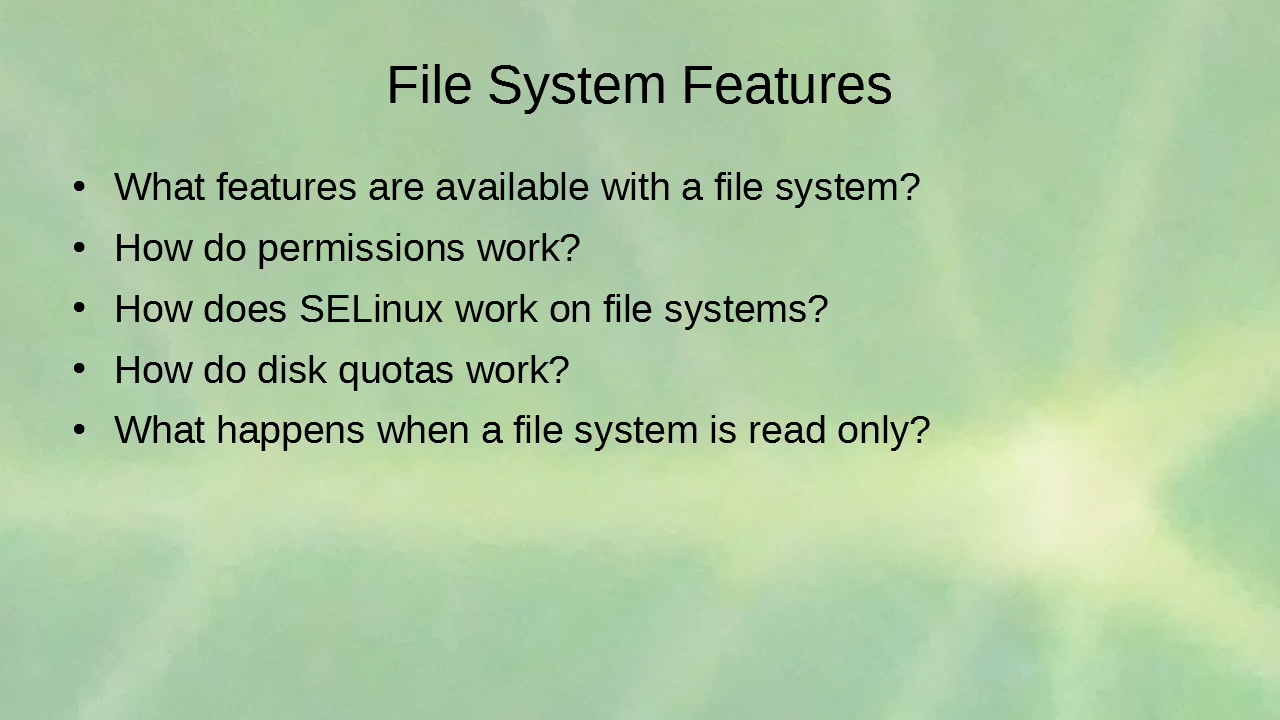 File System Features
• What features are available with a file system?
• How do permissions work?
• How does SELinux work on file systems?
• How do disk quotas work?
• What happens when a file system is read only?